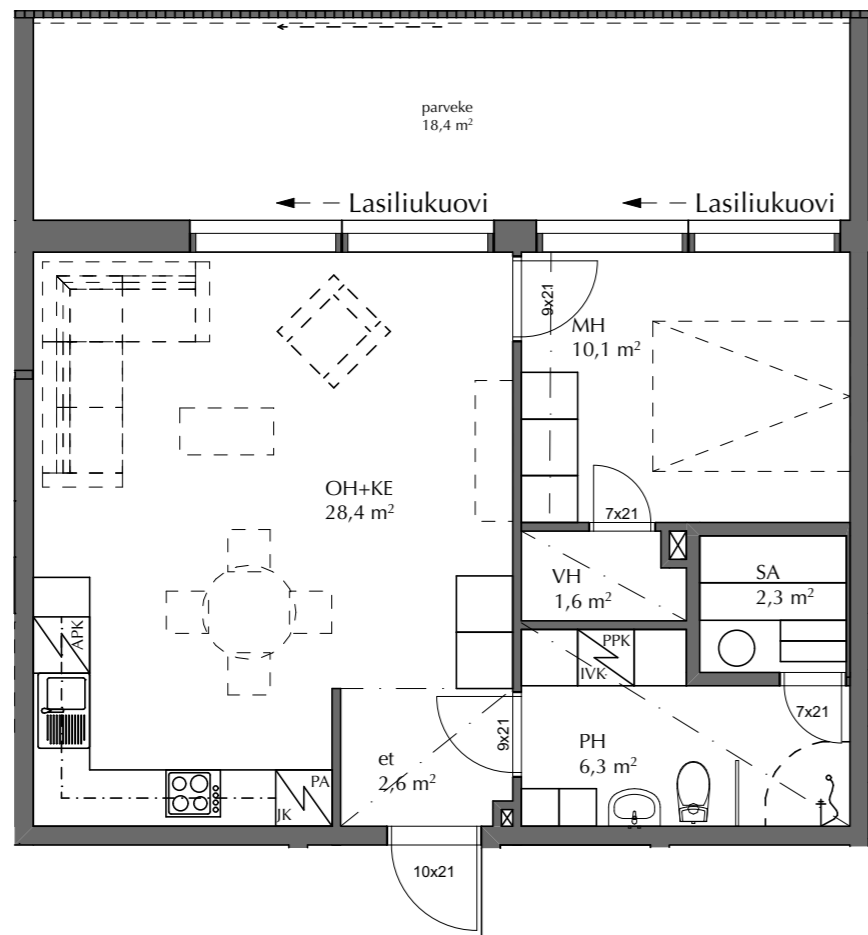 parveke
18,4 m²
Lasiliukuovi
Lasiliukuovi
9x21
MH
10,1 m²
OH+KE
28,4 m²
7x21
VH
1,6 m²
SA
2,3 m²
APK
PPK
IVK
7x21
9x21
PH
6,3 m²
et
2,6 m²
PA
JK
10x21